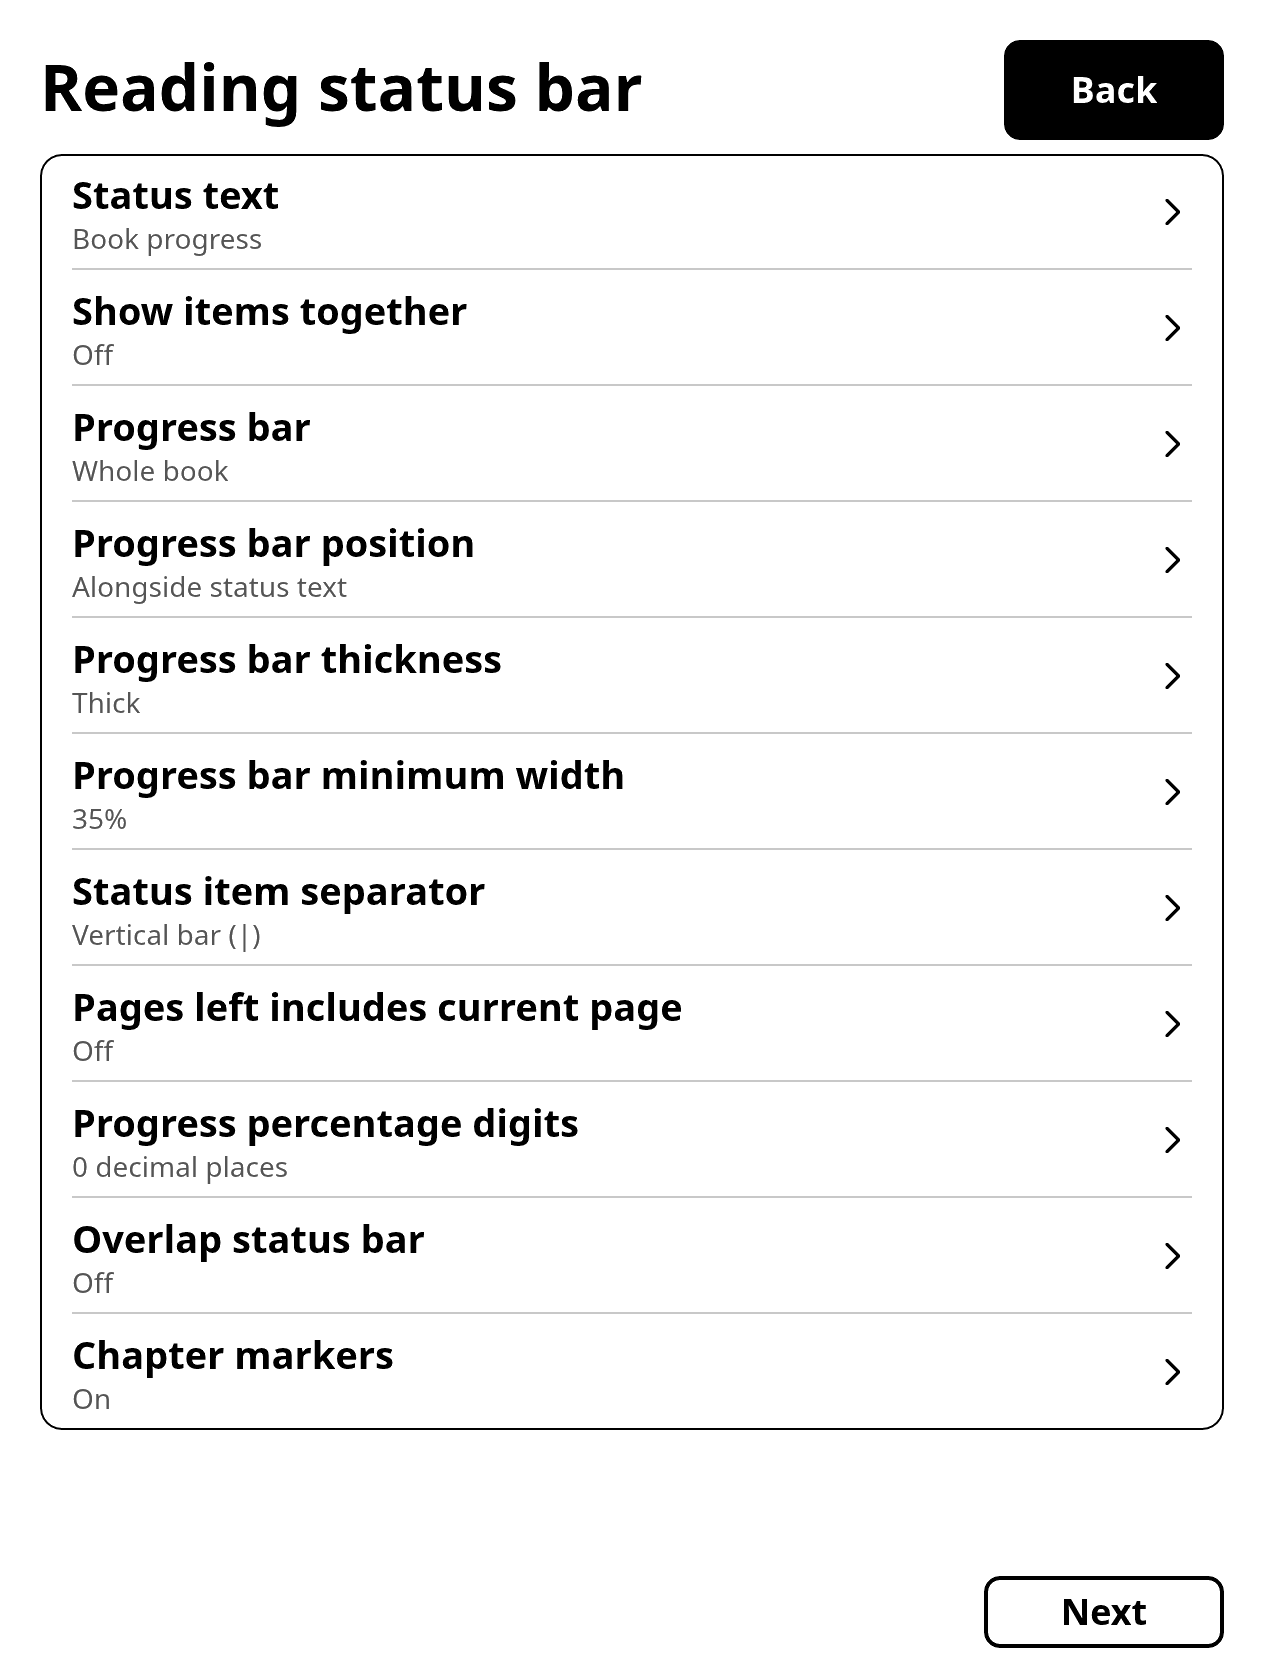 Reading status bar
Back
Status text
Book progress
Show items together
Off
Progress bar
Whole book
Progress bar position
Alongside status text
Progress bar thickness
Thick
Progress bar minimum width
35%
Status item separator
Vertical bar (|)
Pages left includes current page
Off
Progress percentage digits
0 decimal places
Overlap status bar
Off
Chapter markers
On
Next